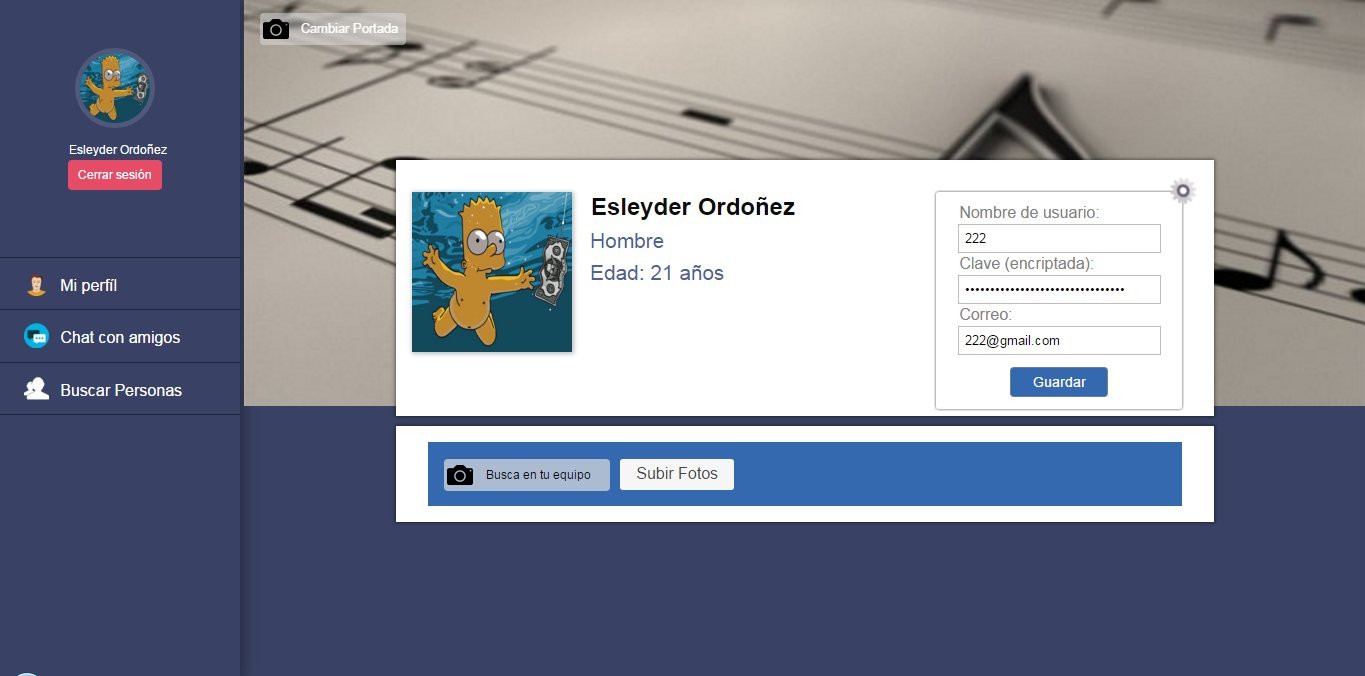 Cambiar Portada
Esleyder Ordoñez
Cerrar sesión
Mi perfíl
Chat con amigos
Buscar Personas
Esleyder Ordoñez
Hombre
Edad: 21 años
Nombre de usuario:
222
Clave (encriptada):
••••••••••••••••••••••••••••••••
Correo:
222@gmail.com
Guardar
Busca en tu equipo
Subir Fotos